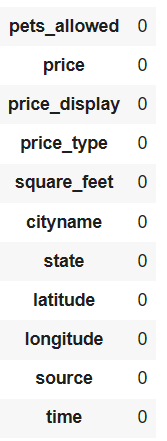 pets_allowed 0
price 0
price_display 0
price_type 0
square_feet 0
cityname 0
state 0
latitude 0
longitude 0
source 0
time 0